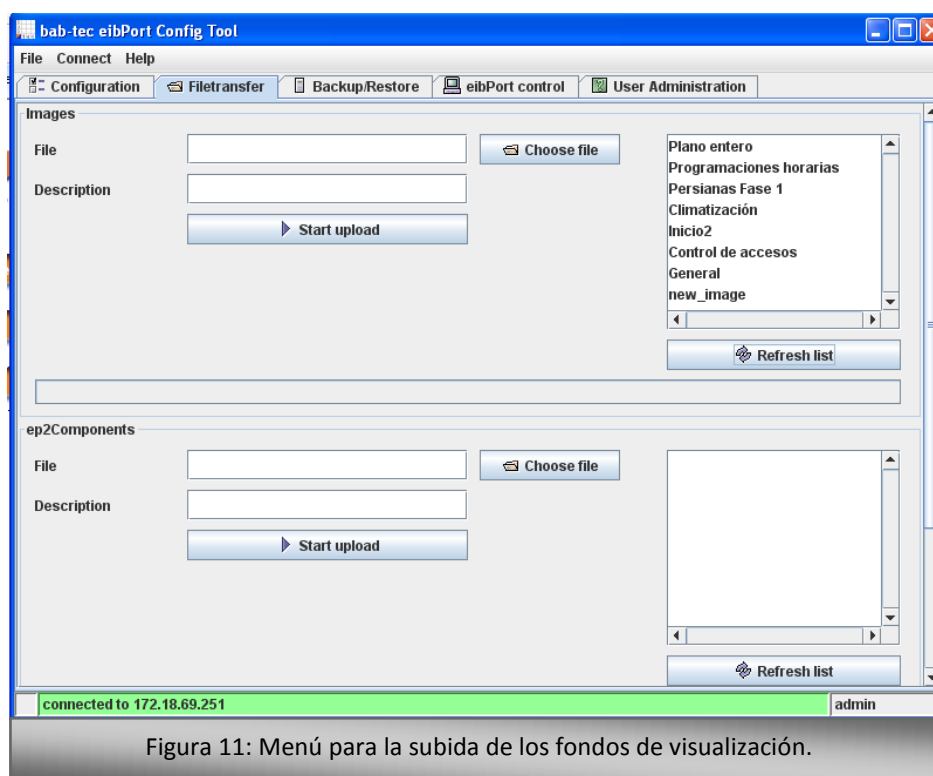 bab-tec eibPort Config Tool
File Connect Help
Configuration Filetransfer Backup/Restore eibPort control User Administration
Images
File Choose file
Description
Start upload
Plano entero
Programaciones horarias
Persianas Fase 1
Climatización
Inicio2
Control de accesos
General
new_image
Refresh list
ep2Components
File Choose file
Description
Start upload
Refresh list
connected to 172.18.69.251 admin
Figura 11: Menú para la subida de los fondos de visualización.